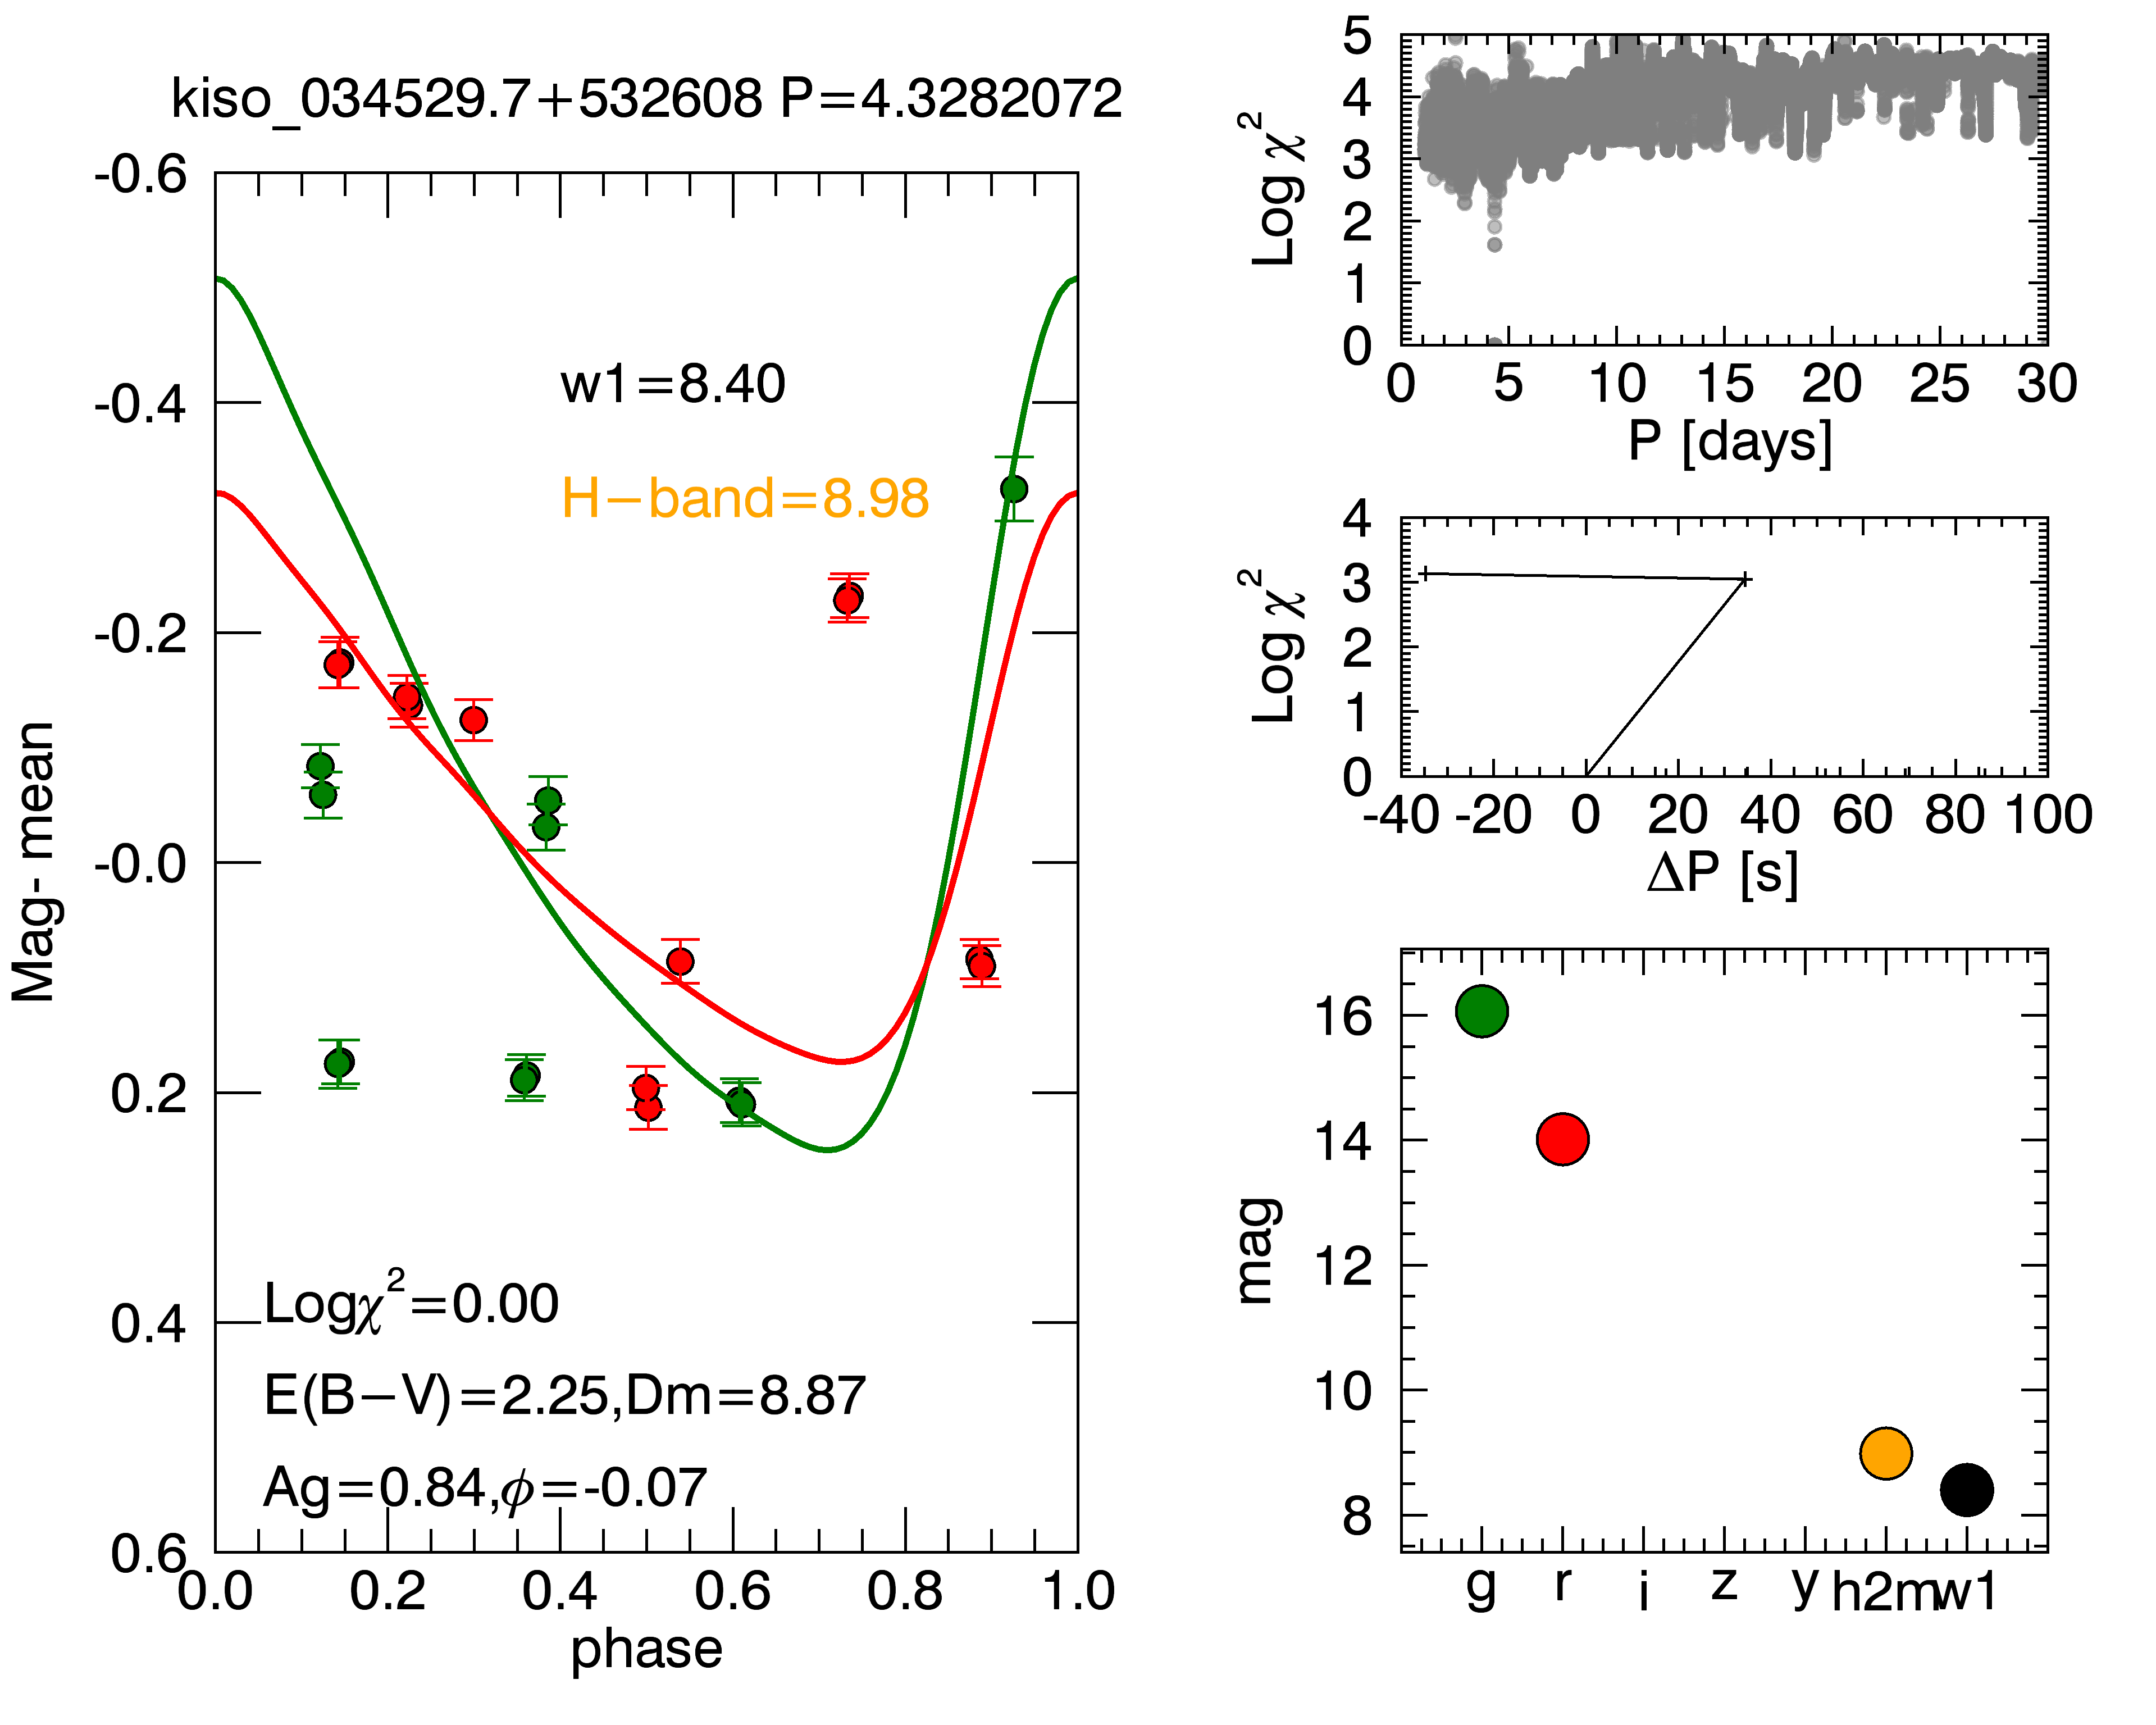 kiso_034529.7+532608 P=4.3282072
-0.6
-0.4
-0.2
-0.0
0.2
0.4
0.6
Mag- mean
w1=8.40
H−band=8.98
Logχ²=0.00
E(B−V)=2.25,Dm=8.87
Ag=0.84,ϕ=-0.07
0.0 0.2 0.4 0.6 0.8 1.0
phase
5
4
3
2
1
0
Log χ²
0 5 10 15 20 25 30
P [days]
4
3
2
1
0
Log χ²
-40 -20 0 20 40 60 80 100
ΔP [s]
16
14
12
10
8
mag
g r i z y h2m w1